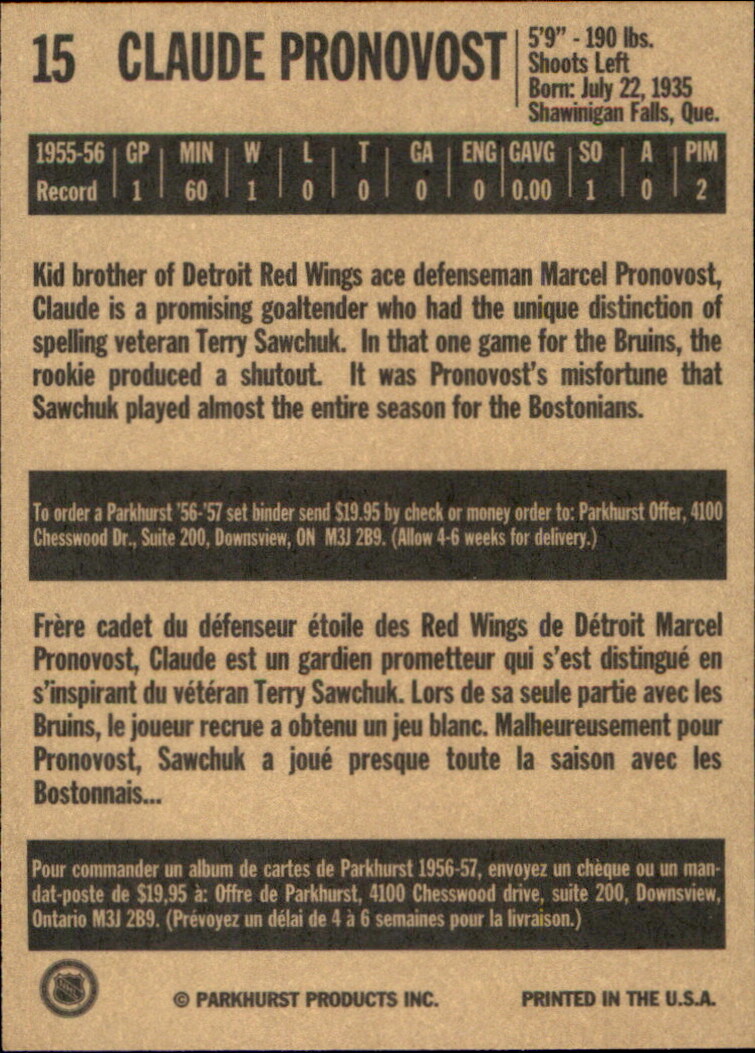 15 CLAUDE PRONOVOST
5'9" - 190 lbs.
Shoots Left
Born: July 22, 1935
Shawinigan Falls, Que.
1955-56 GP MIN W L T GA ENG GAVG SO A PIM
Record 1 60 1 0 0 0 0 0.00 1 0 2
Kid brother of Detroit Red Wings ace defenseman Marcel Pronovost,
Claude is a promising goaltender who had the unique distinction of
spelling veteran Terry Sawchuk. In that one game for the Bruins, the
rookie produced a shutout. It was Pronovost's misfortune that
Sawchuk played almost the entire season for the Bostonians.
To order a Parkhurst '56-'57 set binder send $19.95 by check or money order to: Parkhurst Offer, 4100
Chesswood Dr., Suite 200, Downsview, ON M3J 2B9. (Allow 4-6 weeks for delivery.)
Frère cadet du défenseur étoile des Red Wings de Détroit Marcel
Pronovost, Claude est un gardien prometteur qui s'est distingué en
s'inspirant du vétéran Terry Sawchuk. Lors de sa seule partie avec les
Bruins, le joueur recrue a obtenu un jeu blanc. Malheureusement pour
Pronovost, Sawchuk a joué presque toute la saison avec les
Bostonnais...
Pour commander un album de cartes de Parkhurst 1956-57, envoyez un chèque ou un man-
dat-poste de $19,95 à: Offre de Parkhurst, 4100 Chesswood drive, suite 200, Downsview,
Ontario M3J 2B9. (Prévoyez un délai de 4 à 6 semaines pour la livraison.)
NHL
© PARKHURST PRODUCTS INC.
PRINTED IN THE U.S.A.